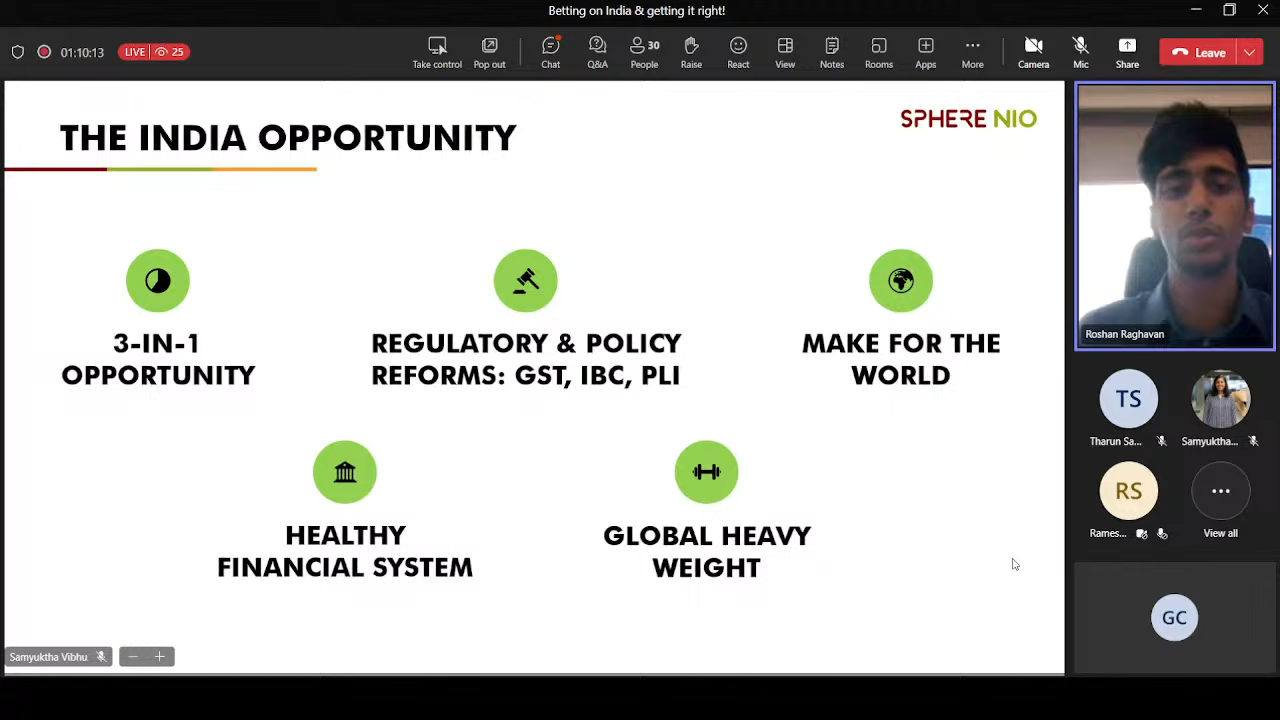 Betting on India & getting it right!
01:10:13
LIVE 25
Take control
Pop out
Chat
Q&A
30
People
Raise
React
View
Notes
Rooms
Apps
More
Camera
Mic
Share
Leave
THE INDIA OPPORTUNITY
SPHERE NIO
3-IN-1
OPPORTUNITY
REGULATORY & POLICY
REFORMS: GST, IBC, PLI
MAKE FOR THE
WORLD
HEALTHY
FINANCIAL SYSTEM
GLOBAL HEAVY
WEIGHT
Samyuktha Vibhu
Roshan Raghavan
TS
Tharun Sa...
Samyuktha...
RS
Rames...
View all
GC